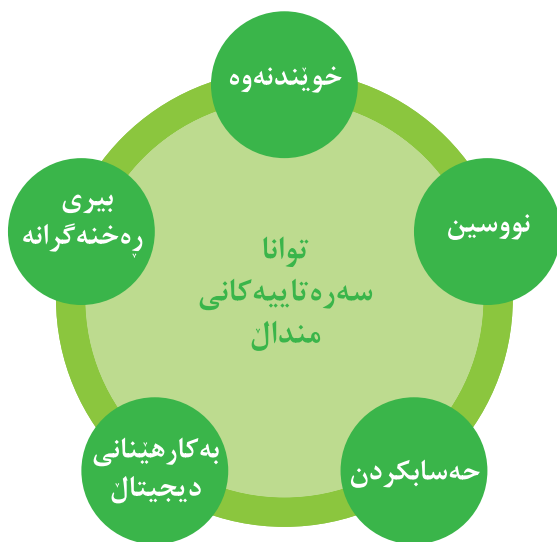 خوێندنەوە
نووسین
حەسابکردن
بەکارهێنانی
دیجیتاڵ
بیری
ڕەخنەگرانە
توانا
سەرەتاییەکانی
منداڵ